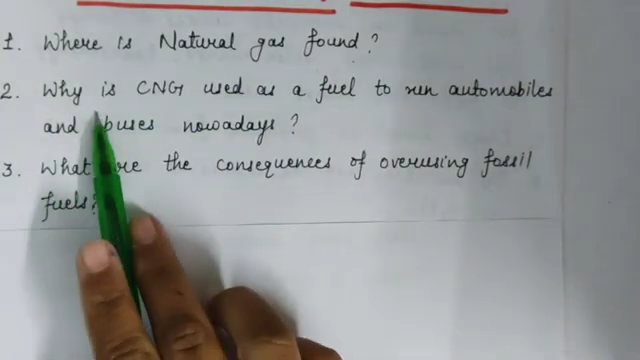 1. Where is Natural gas found?
2. Why is CNG used as a fuel to run automobiles
and buses nowadays?
3. What are the consequences of overusing fossil
fuels?